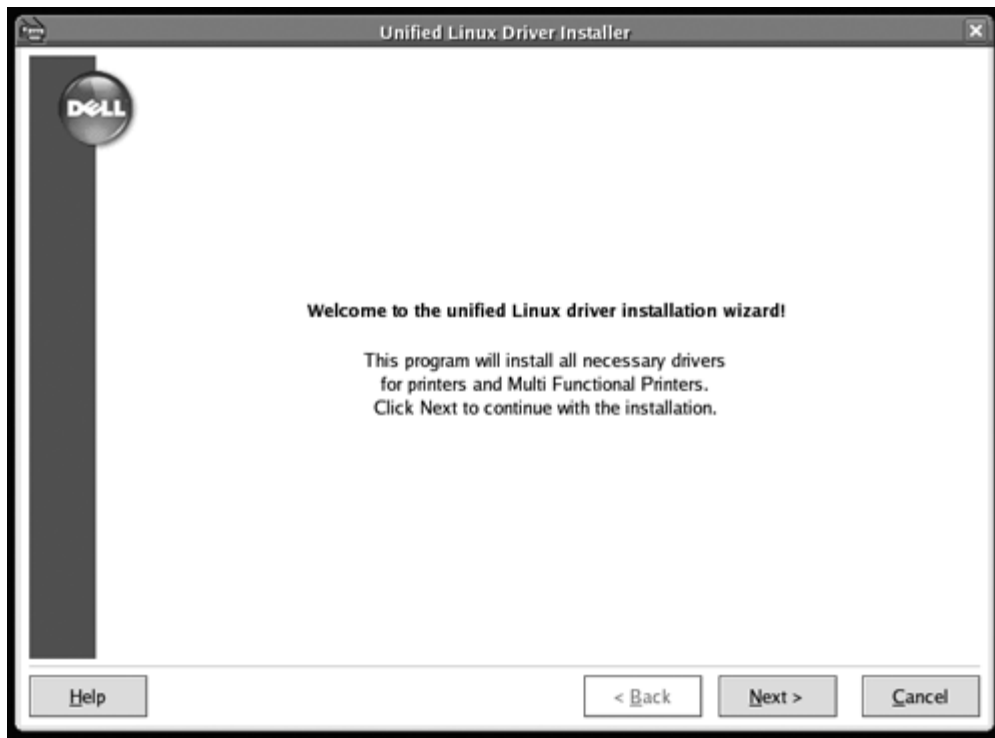 Unified Linux Driver Installer
DELL
Welcome to the unified Linux driver installation wizard!
This program will install all necessary drivers
for printers and Multi Functional Printers.
Click Next to continue with the installation.
Help
< Back
Next >
Cancel